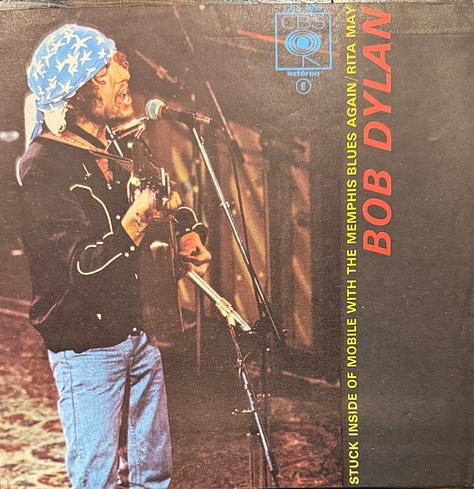 CBS
estéreo
E
STUCK INSIDE OF MOBILE WITH THE MEMPHIS BLUES AGAIN/RITA MAY
BOB DYLAN